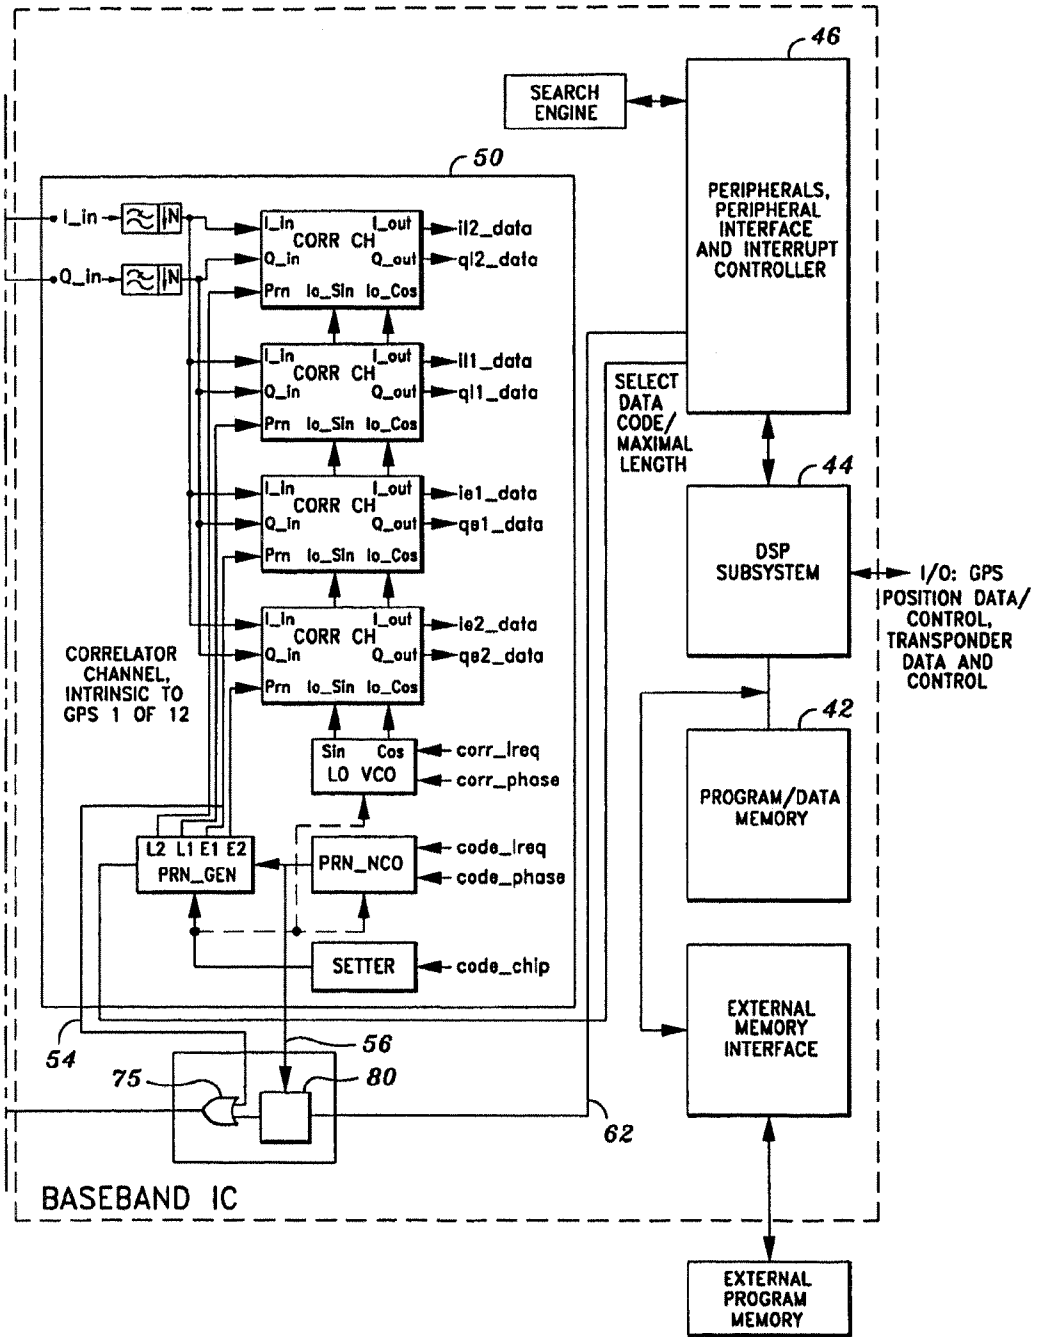 46
SEARCH
ENGINE
PERIPHERALS,
PERIPHERAL
INTERFACE
AND INTERRUPT
CONTROLLER
50
I_in
↓N
I_in
I_out
CORR CH
Q_in
Q_out
Prn
lo_Sin
lo_Cos
il2_data
ql2_data
Q_in
↓N
I_in
I_out
CORR CH
Q_in
Q_out
Prn
lo_Sin
lo_Cos
il1_data
ql1_data
SELECT
DATA
CODE/
MAXIMAL
LENGTH
I_in
I_out
CORR CH
Q_in
Q_out
Prn
lo_Sin
lo_Cos
ie1_data
qe1_data
44
DSP
SUBSYSTEM
I/O: GPS
POSITION DATA/
CONTROL,
TRANSPONDER
DATA AND
CONTROL
I_in
I_out
CORR CH
Q_in
Q_out
Prn
lo_Sin
lo_Cos
ie2_data
qe2_data
CORRELATOR
CHANNEL,
INTRINSIC TO
GPS 1 OF 12
42
PROGRAM/DATA
MEMORY
Sin Cos
LO VCO
corr_freq
corr_phase
L2 L1 E1 E2
PRN_GEN
PRN_NCO
code_freq
code_phase
SETTER
code_chip
EXTERNAL
MEMORY
INTERFACE
54
56
75
80
62
BASEBAND IC
EXTERNAL
PROGRAM
MEMORY